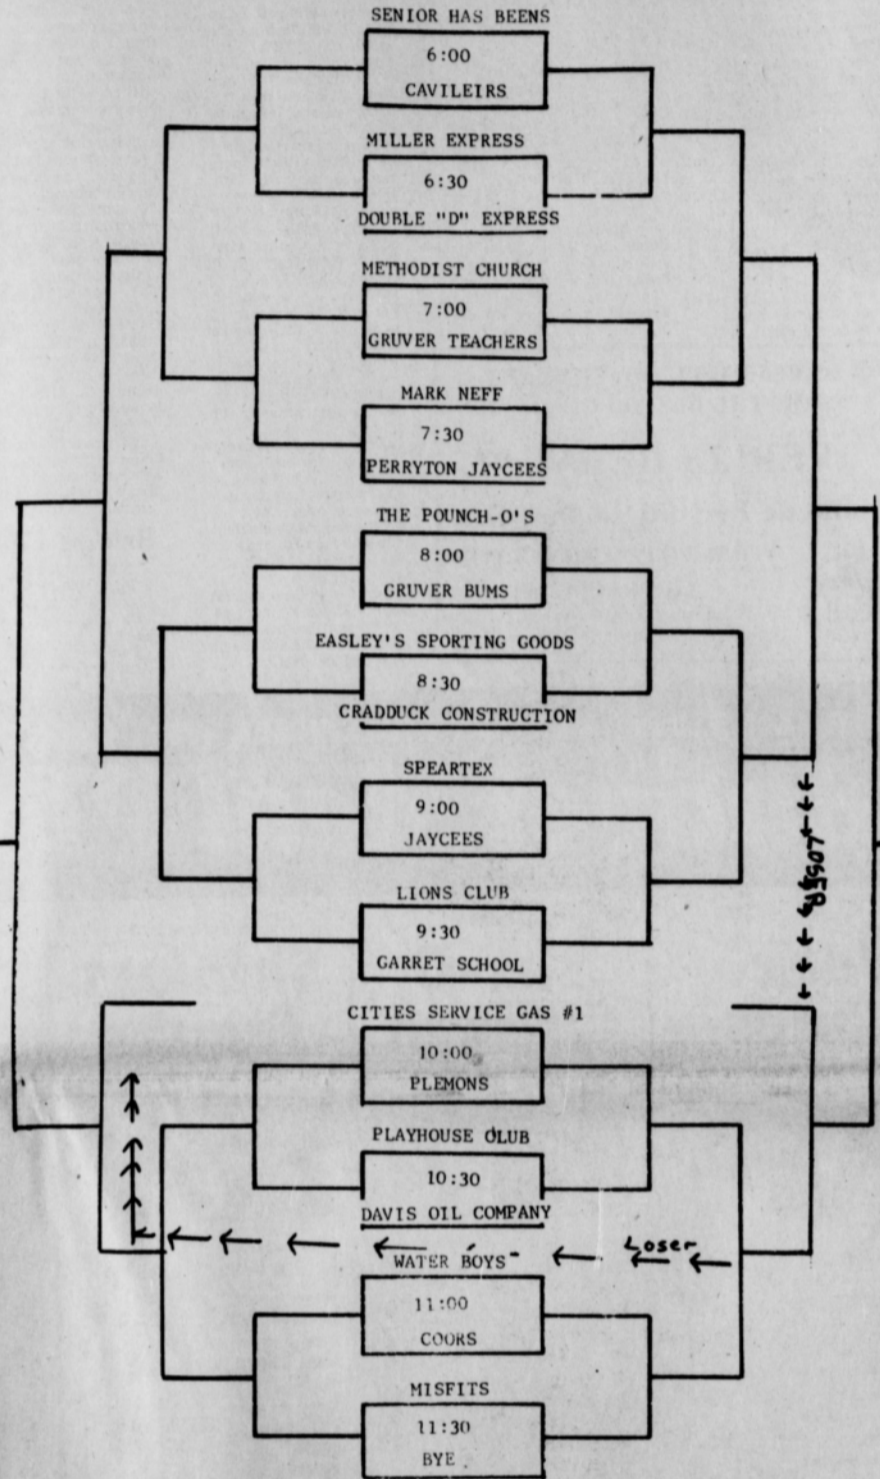 SENIOR HAS BEENS
6:00
CAVILEIRS
MILLER EXPRESS
6:30
DOUBLE "D" EXPRESS
METHODIST CHURCH
7:00
GRUVER TEACHERS
MARK NEFF
7:30
PERRYTON JAYCEES
THE POUNCH-O'S
8:00
GRUVER BUMS
EASLEY'S SPORTING GOODS
8:30
CRADDUCK CONSTRUCTION
SPEARTEX
9:00
JAYCEES
LOSER
LIONS CLUB
9:30
GARRET SCHOOL
CITIES SERVICE GAS #1
10:00
PLEMONS
PLAYHOUSE CLUB
10:30
DAVIS OIL COMPANY
Loser
WATER BOYS
11:00
COORS
MISFITS
11:30
BYE